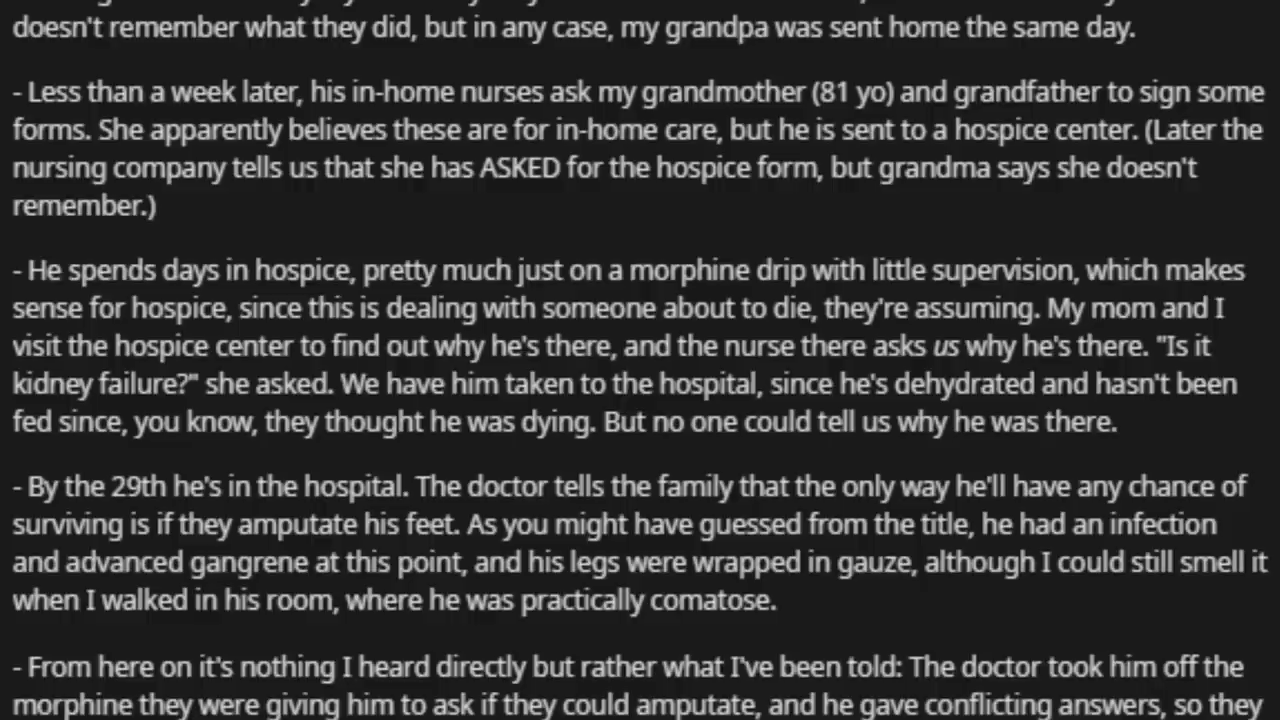 doesn't remember what they did, but in any case, my grandpa was sent home the same day.
- Less than a week later, his in-home nurses ask my grandmother (81 yo) and grandfather to sign some
forms. She apparently believes these are for in-home care, but he is sent to a hospice center. (Later the
nursing company tells us that she has ASKED for the hospice form, but grandma says she doesn't
remember.)
- He spends days in hospice, pretty much just on a morphine drip with little supervision, which makes
sense for hospice, since this is dealing with someone about to die, they're assuming. My mom and I
visit the hospice center to find out why he's there, and the nurse there asks us why he's there. "Is it
kidney failure?" she asked. We have him taken to the hospital, since he's dehydrated and hasn't been
fed since, you know, they thought he was dying. But no one could tell us why he was there.
- By the 29th he's in the hospital. The doctor tells the family that the only way he'll have any chance of
surviving is if they amputate his feet. As you might have guessed from the title, he had an infection
and advanced gangrene at this point, and his legs were wrapped in gauze, although I could still smell it
when I walked in his room, where he was practically comatose.
- From here on it's nothing I heard directly but rather what I've been told: The doctor took him off the
morphine they were giving him to ask if they could amputate, and he gave conflicting answers, so they